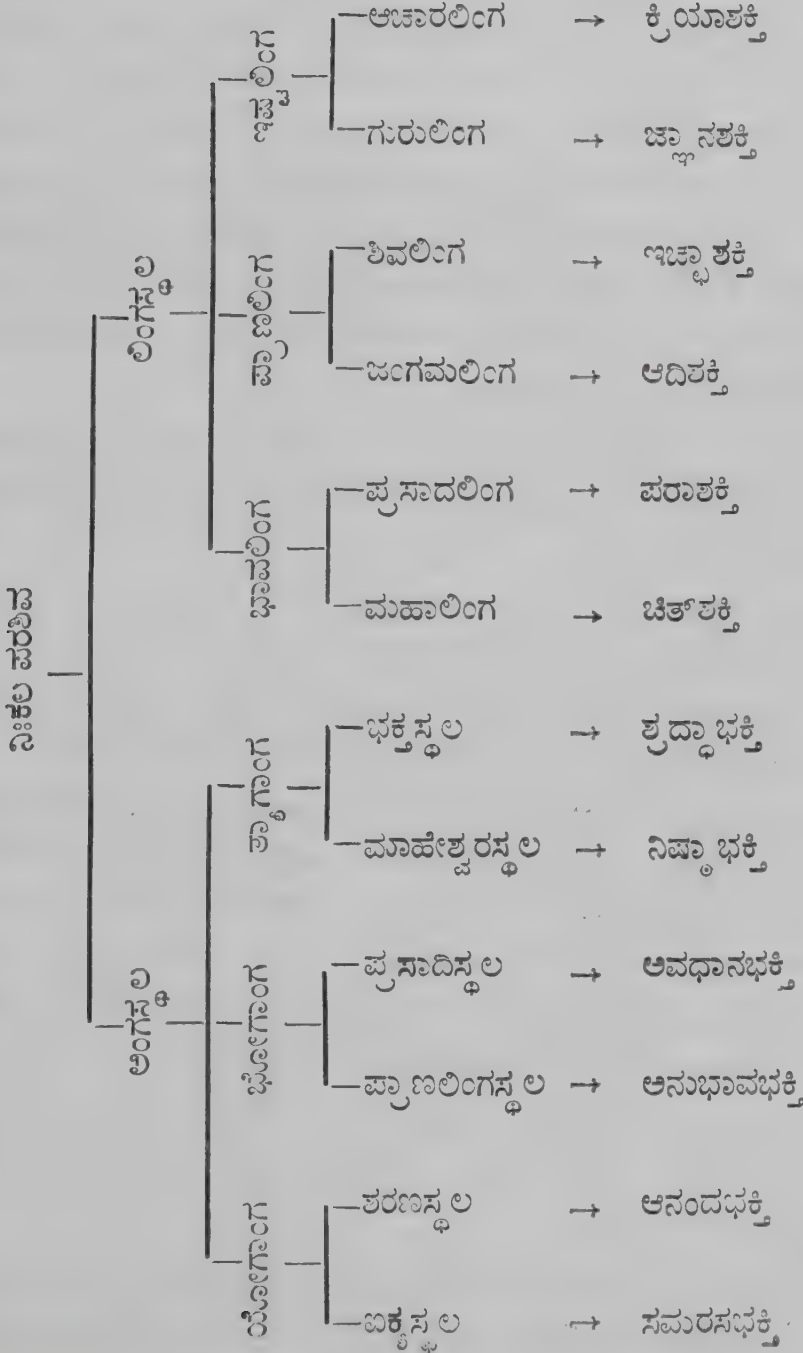 ನಿಃಕಲ ಪರಶಿವ
ಲಿಂಗಸ್ಥಲ
ಇಷ್ಟಲಿಂಗ
ಆಚಾರಲಿಂಗ → ಕ್ರಿಯಾಶಕ್ತಿ
ಗುರುಲಿಂಗ → ಜ್ಞಾನಶಕ್ತಿ
ಪ್ರಾಣಲಿಂಗ
ಶಿವಲಿಂಗ → ಇಚ್ಛಾಶಕ್ತಿ
ಜಂಗಮಲಿಂಗ → ಆದಿಶಕ್ತಿ
ಭಾವಲಿಂಗ
ಪ್ರಸಾದಲಿಂಗ → ಪರಾಶಕ್ತಿ
ಮಹಾಲಿಂಗ → ಚಿತ್‌ಶಕ್ತಿ
ಅಂಗಸ್ಥಲ
ತ್ಯಾಗಾಂಗ
ಭಕ್ತಸ್ಥಲ → ಶ್ರದ್ಧಾಭಕ್ತಿ
ಮಾಹೇಶ್ವರಸ್ಥಲ → ನಿಷ್ಠಾಭಕ್ತಿ
ಭೋಗಾಂಗ
ಪ್ರಸಾದಿಸ್ಥಲ → ಅವಧಾನಭಕ್ತಿ
ಪ್ರಾಣಲಿಂಗಸ್ಥಲ → ಅನುಭಾವಭಕ್ತಿ
ಯೋಗಾಂಗ
ಶರಣಸ್ಥಲ → ಆನಂದಭಕ್ತಿ
ಐಕ್ಯಸ್ಥಲ → ಸಮರಸಭಕ್ತಿ